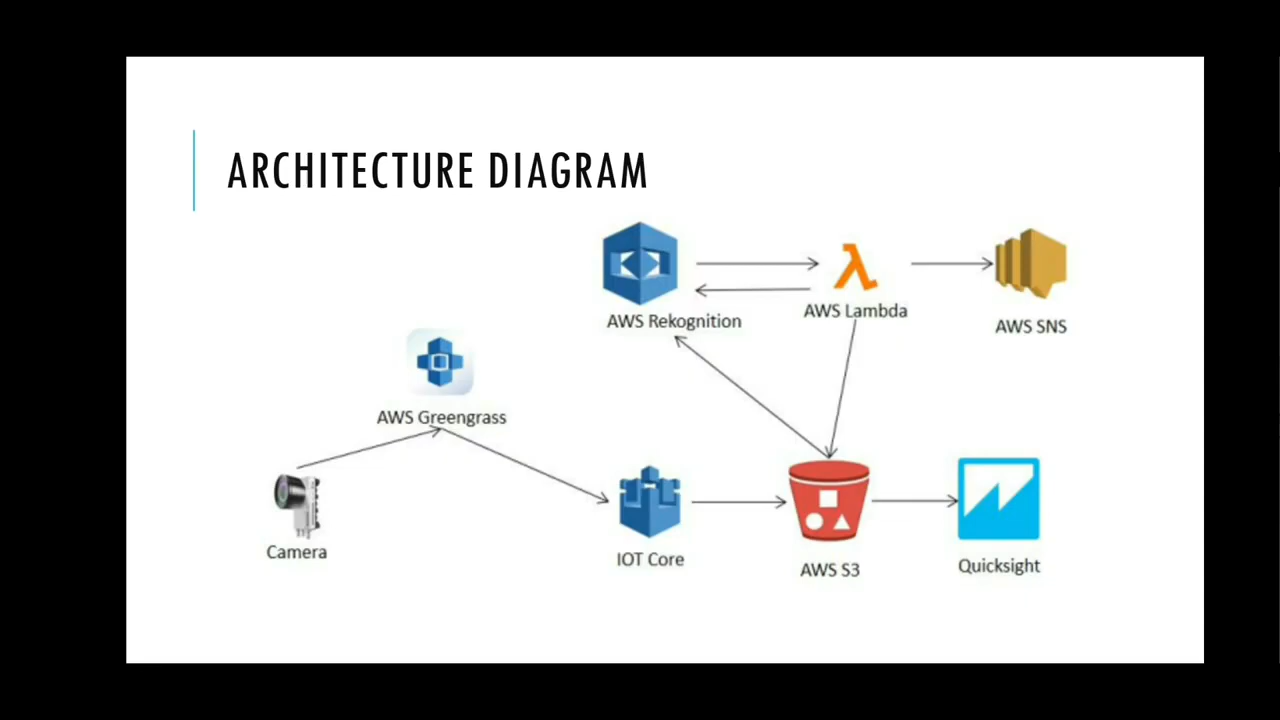 ARCHITECTURE DIAGRAM
AWS Rekognition
AWS Lambda
AWS SNS
AWS Greengrass
Camera
IOT Core
AWS S3
Quicksight